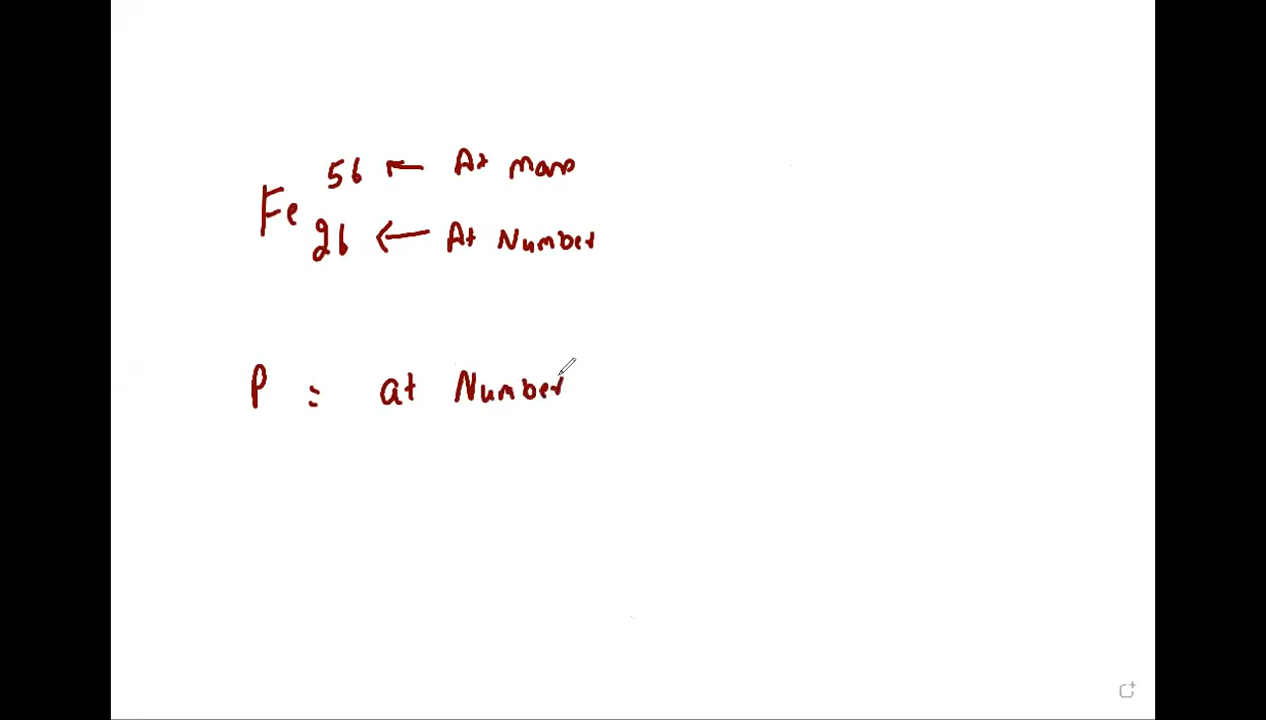 56 ← At mass
Fe
26 ← At Number
P = at Number